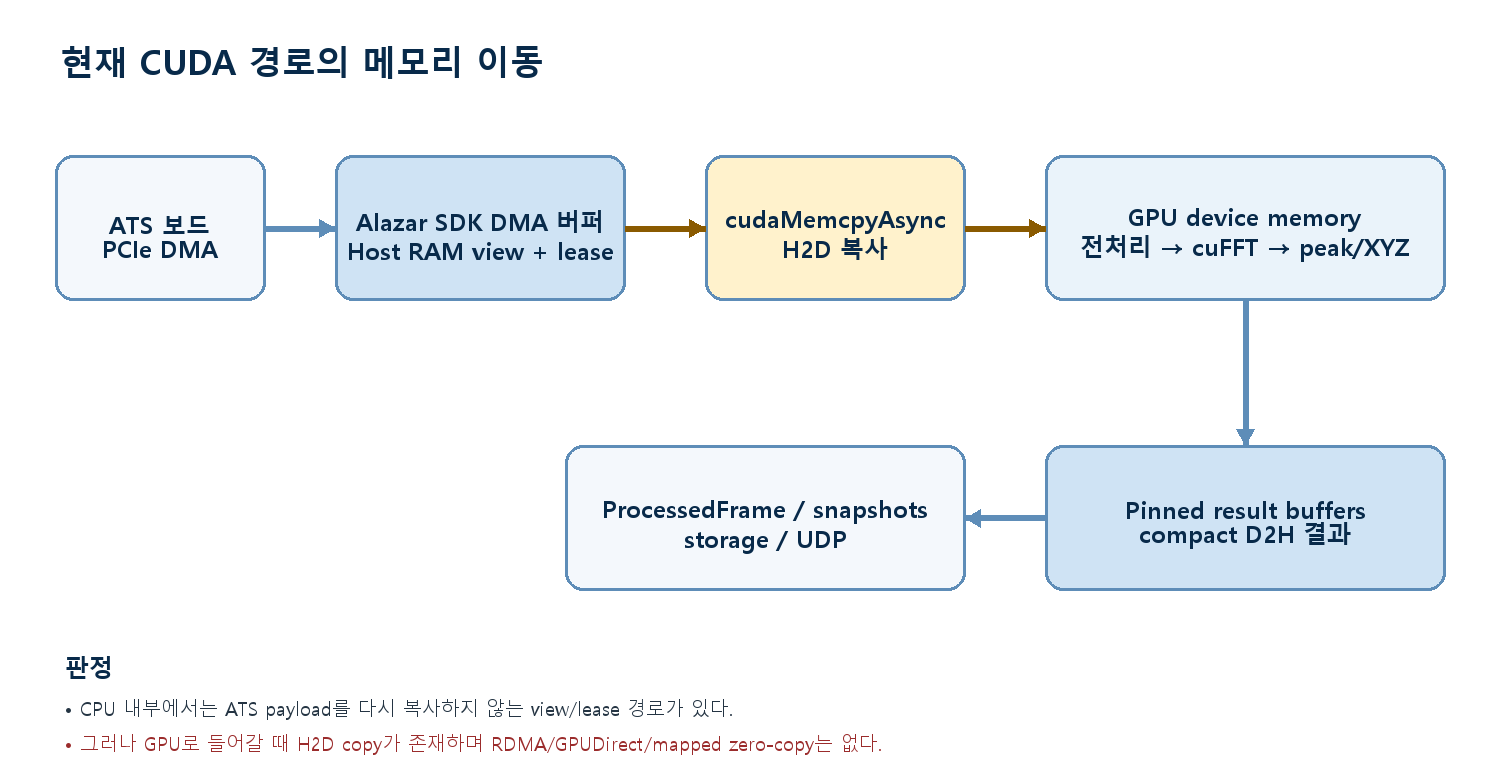 현재 CUDA 경로의 메모리 이동
ATS 보드
PCIe DMA
Alazar SDK DMA 버퍼
Host RAM view + lease
cudaMemcpyAsync
H2D 복사
GPU device memory
전처리 → cuFFT → peak/XYZ
ProcessedFrame / snapshots
storage / UDP
Pinned result buffers
compact D2H 결과
판정
• CPU 내부에서는 ATS payload를 다시 복사하지 않는 view/lease 경로가 있다.
• 그러나 GPU로 들어갈 때 H2D copy가 존재하며 RDMA/GPUDirect/mapped zero-copy는 없다.